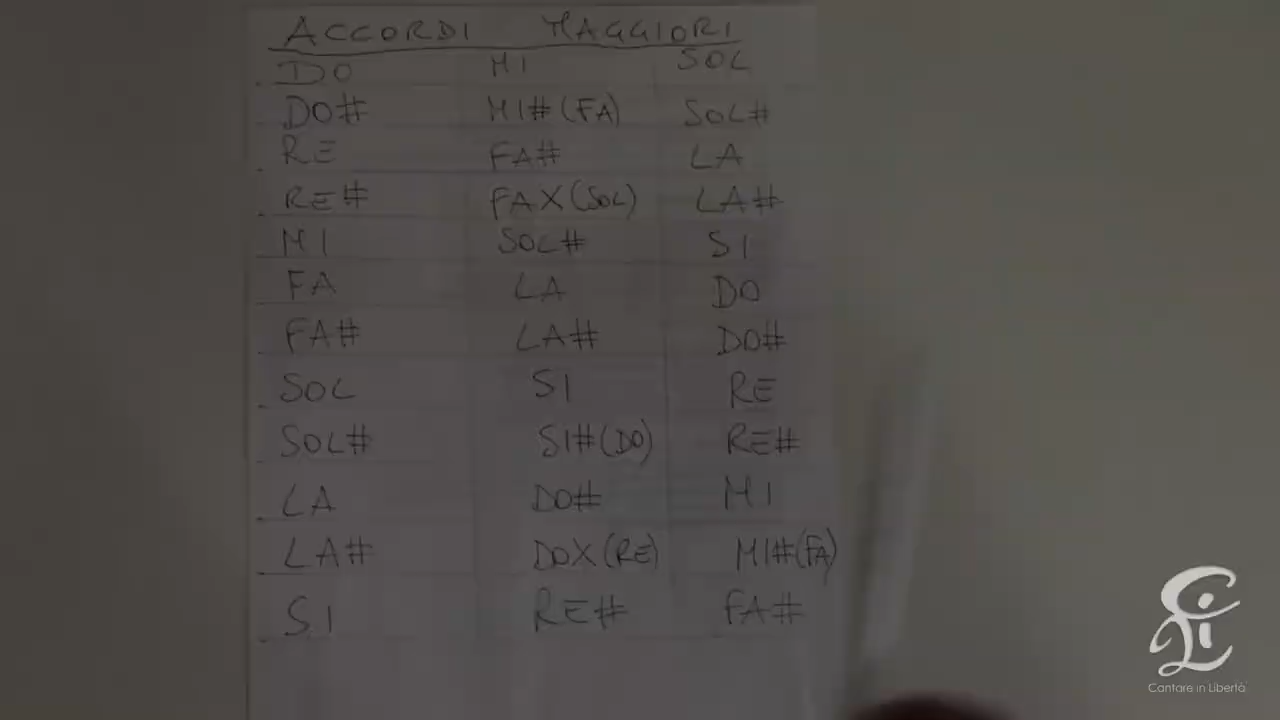 ACCORDI MAGGIORI
DO MI SOL
DO# MI#(FA) SOL#
RE FA# LA
RE# FAX(SOL) LA#
MI SOL# SI
FA LA DO
FA# LA# DO#
SOL SI RE
SOL# SI#(DO) RE#
LA DO# MI
LA# DOX(RE) MI#(FA)
SI RE# FA#
Cantare in Libertà